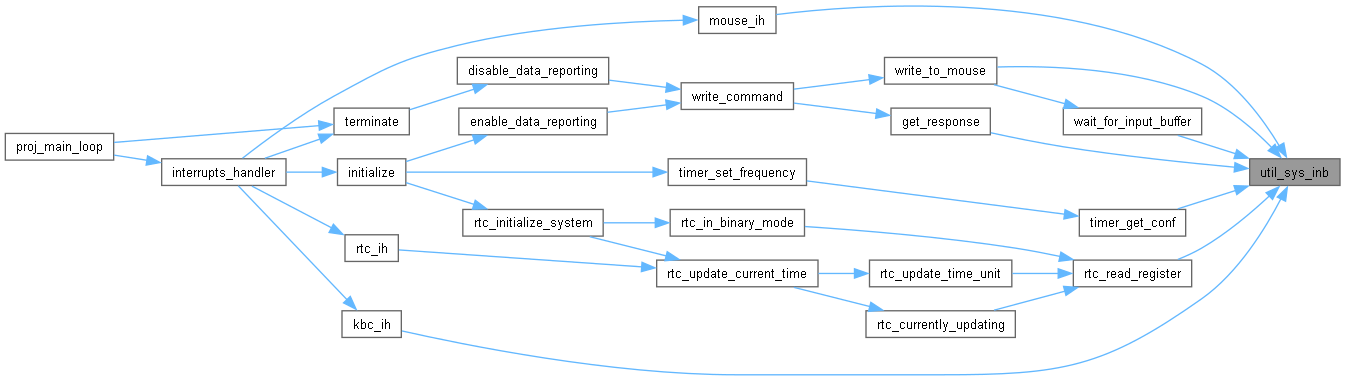 mouse_ih
disable_data_reporting
write_to_mouse
write_command
terminate
enable_data_reporting
get_response
wait_for_input_buffer
proj_main_loop
interrupts_handler
initialize
timer_set_frequency
util_sys_inb
rtc_initialize_system
rtc_in_binary_mode
timer_get_conf
rtc_ih
rtc_update_current_time
rtc_update_time_unit
rtc_read_register
kbc_ih
rtc_currently_updating